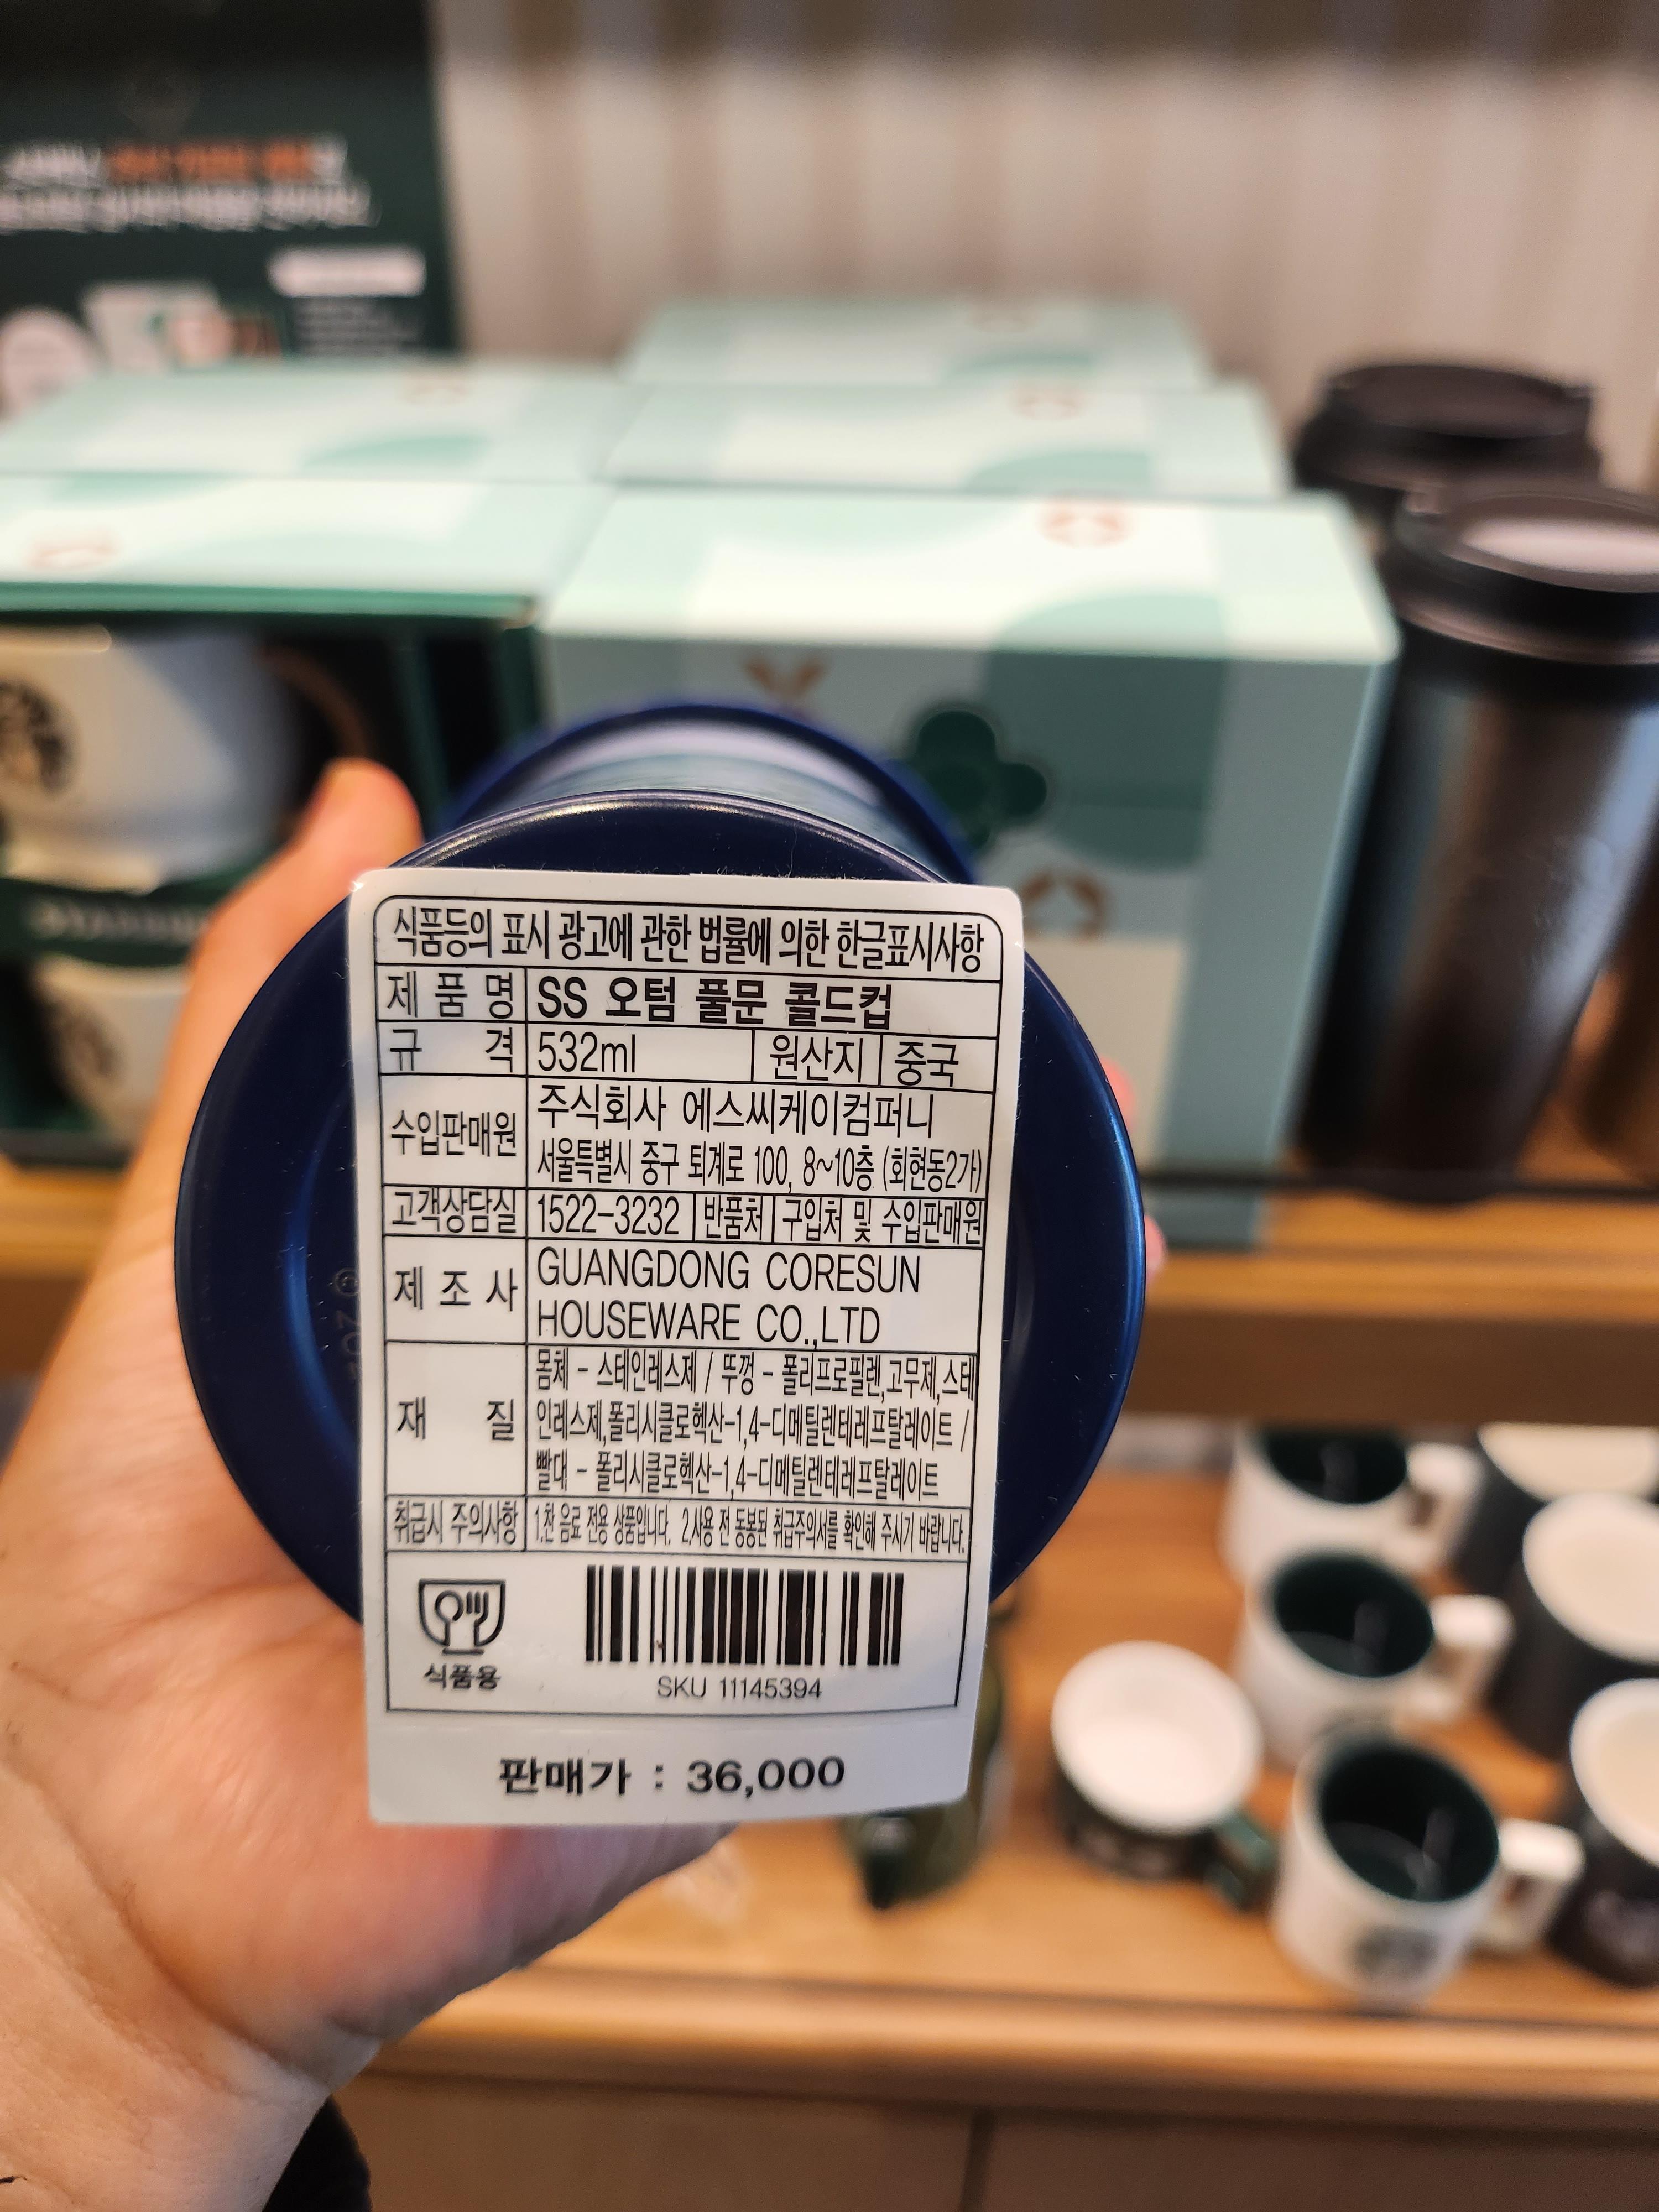 식품등의 표시 광고에 관한 법률에 의한 한글표시사항
제 품 명 SS 오텀 풀문 콜드컵
규 격 532ml 원산지 중국
수입판매원 주식회사 에스씨케이컴퍼니
서울특별시 중구 퇴계로 100, 8~10층 (회현동2가)
고객상담실 1522-3232 반품처 구입처 및 수입판매원
제 조 사 GUANGDONG CORESUN
HOUSEWARE CO.,LTD
재 질 몸체 - 스테인레스제 / 뚜껑 - 폴리프로필렌,고무제,스테
인레스제,폴리시클로헥산-1,4-디메틸렌테레프탈레이트 /
빨대 - 폴리시클로헥산-1,4-디메틸렌테레프탈레이트
취급시 주의사항 1.찬 음료 전용 상품입니다. 2.사용 전 동봉된 취급주의서를 확인해 주시기 바랍니다.
식품용
SKU 11145394
판매가 : 36,000